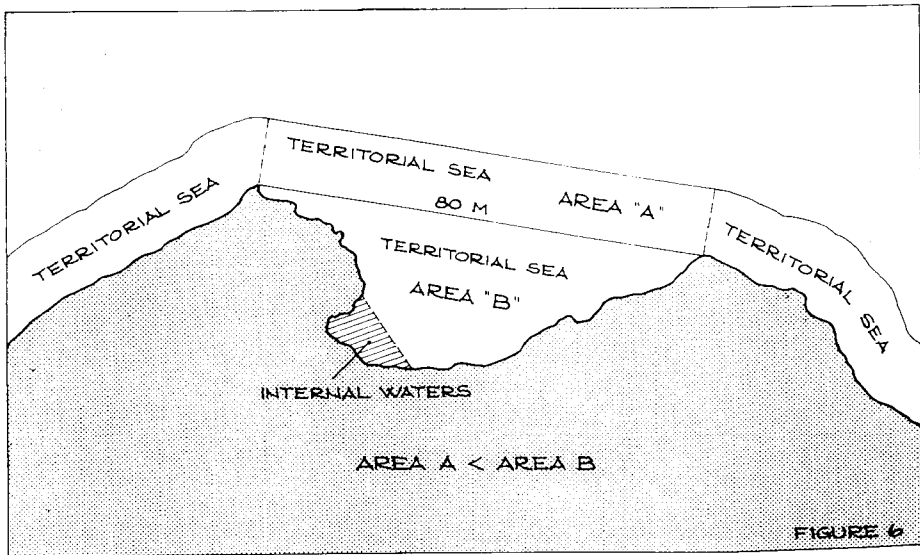 TERRITORIAL SEA
TERRITORIAL SEA
AREA "A"
80 M
TERRITORIAL SEA
AREA "B"
TERRITORIAL SEA
INTERNAL WATERS
AREA A < AREA B
FIGURE 6